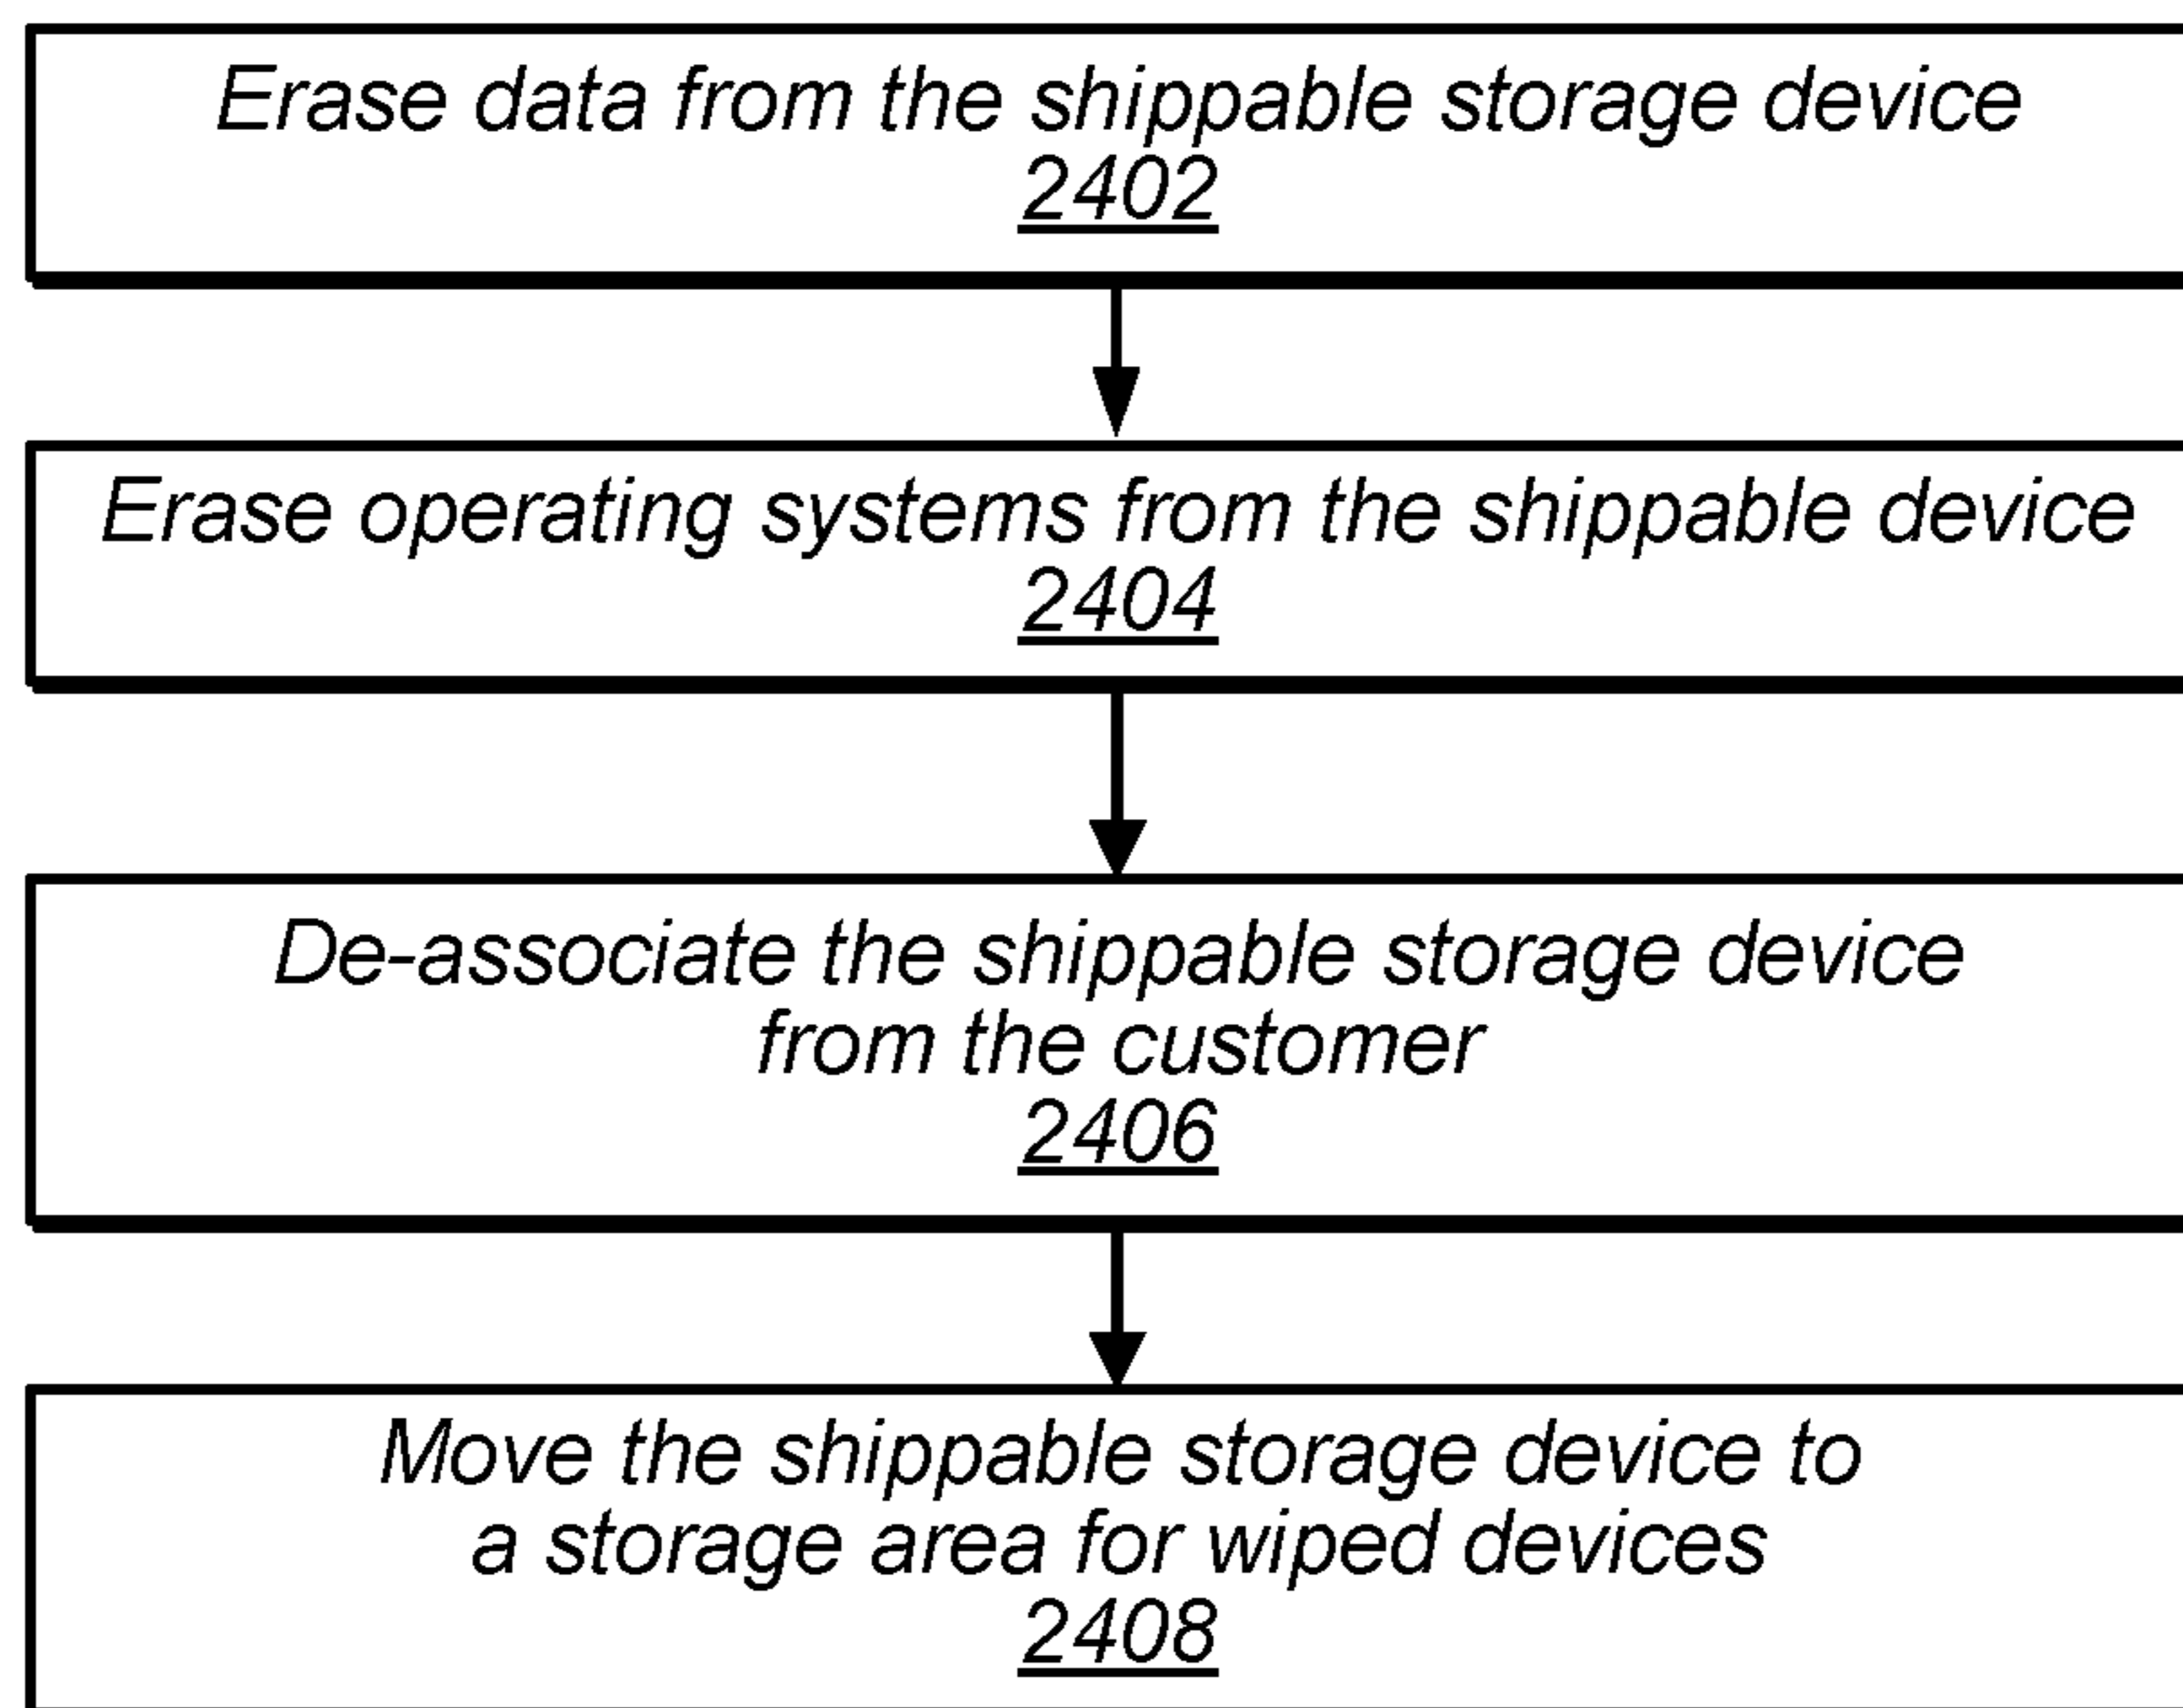 Erase data from the shippable storage device
2402
Erase operating systems from the shippable device
2404
De-associate the shippable storage device
from the customer
2406
Move the shippable storage device to
a storage area for wiped devices
2408